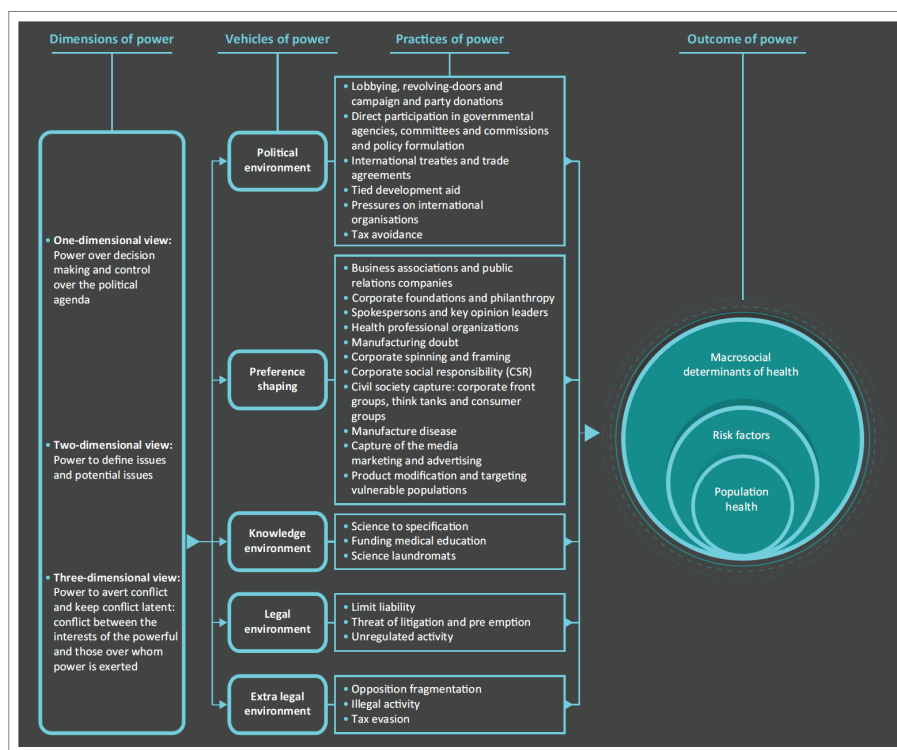 Dimensions of power
Vehicles of power
Practices of power
Outcome of power
• One-dimensional view:
Power over decision
making and control
over the political
agenda
• Two-dimensional view:
Power to define issues
and potential issues
• Three-dimensional view:
Power to avert conflict
and keep conflict latent:
conflict between the
interests of the powerful
and those over whom
power is exerted
Political
environment
• Lobbying, revolving-doors and
campaign and party donations
• Direct participation in governmental
agencies, committees and commissions
and policy formulation
• International treaties and trade
agreements
• Tied development aid
• Pressures on international
organisations
• Tax avoidance
Preference
shaping
• Business associations and public
relations companies
• Corporate foundations and philanthropy
• Spokespersons and key opinion leaders
• Health professional organizations
• Manufacturing doubt
• Corporate spinning and framing
• Corporate social responsibility (CSR)
• Civil society capture: corporate front
groups, think tanks and consumer
groups
• Manufacture disease
• Capture of the media
marketing and advertising
• Product modification and targeting
vulnerable populations
Knowledge
environment
• Science to specification
• Funding medical education
• Science laundromats
Legal
environment
• Limit liability
• Threat of litigation and pre emption
• Unregulated activity
Extra legal
environment
• Opposition fragmentation
• Illegal activity
• Tax evasion
Macrosocial
determinants of health
Risk factors
Population
health